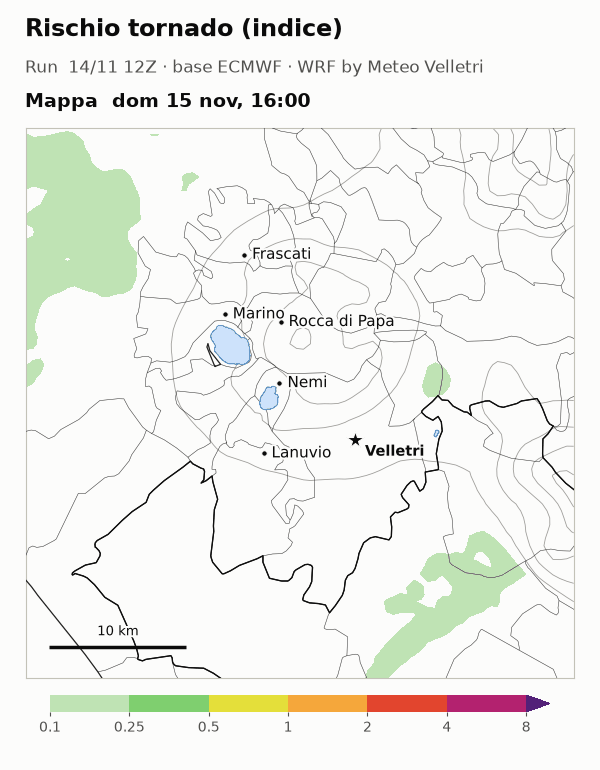 Rischio tornado (indice)
Run  14/11 12Z · base ECMWF · WRF by Meteo Velletri
Mappa  dom 15 nov, 16:00
Frascati
Marino
Rocca di Papa
Nemi
Velletri
Lanuvio
10 km
0.1 0.25 0.5 1 2 4 8